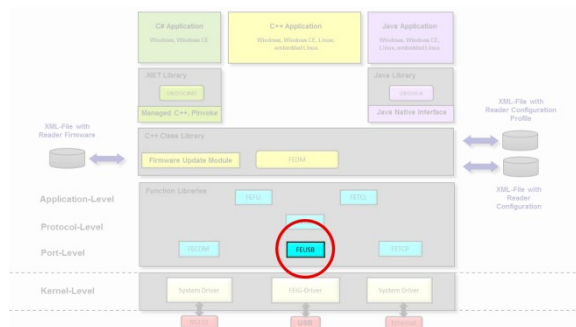 C# Application
Windows, Windows CE
C++ Application
Windows, Windows CE, Linux,
embedded Linux
Java Application
Windows, Windows CE,
Linux, embedded Linux
.NET Library
Java Library
Managed C++, PInvoke
Java Native Interface
XML-File with
Reader Firmware
XML-File with
Reader Configuration
Profile
C++ Class Library
Firmware Update Module
FEDM
XML-File with
Reader
Configuration
Function Libraries
Application-Level
FEFU
FETCL
Protocol-Level
Port-Level
FECOM
FEUSB
FETCP
Kernel-Level
System Driver
FEIG-Driver
System Driver
USB
Ethernet